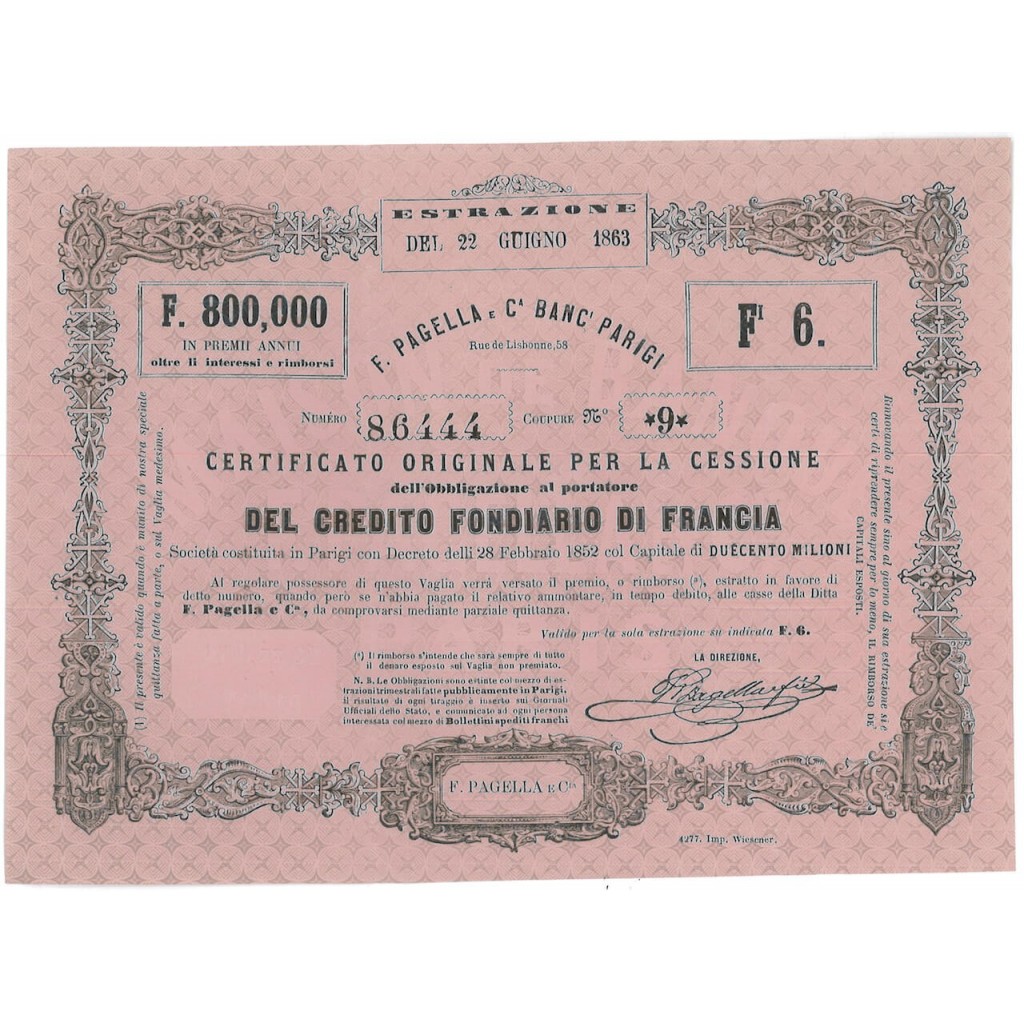 ESTRAZIONE
DEL 22 GUIGNO 1863
F. 800,000
IN PREMII ANNUI
oltre li interessi e rimborsi
F. PAGELLA E Cᴬ BANC' PARIGI
Rue de Lisbonne, 58
Fᴵ 6.
NUMÉRO 86444 COUPURE Nº *9*
CERTIFICATO ORIGINALE PER LA CESSIONE
dell'Obbligazione al portatore
DEL CREDITO FONDIARIO DI FRANCIA
Società costituita in Parigi con Decreto delli 28 Febbraio 1852 col Capitale di DUECENTO MILIONI
Al regolare possessore di questo Vaglia verrà versato il premio, o rimborso (*), estratto in favore di
detto numero, quando però se n'abbia pagato il relativo ammontare, in tempo debito, alle casse della Ditta
F. Pagella e Cª, da comprovarsi mediante parziale quittanza.
Valido per la sola estrazione su indicata F. 6.
(*) Il rimborso s'intende che sarà sempre di tutto
il denaro esposto sul Vaglia non premiato.
N. B. Le Obbligazioni sono estinte col mezzo di es-
trazioni trimestrali fatte pubblicamente in Parigi,
il risultato di ogni tiraggio è inserto sui Giornali
Ufficiali dello Stato, e comunicato ad ogni persona
interessata col mezzo di Bollettini spediti franchi
LA DIREZIONE,
(1) Il presente è valido quando è munito di nostra speciale
quittanza fatta a parte, o sul Vaglia medesimo.
Rinnovando il presente sino al giorno di sua estrazione si è
certi di riprendere sempre per lo meno, IL RIMBORSO DE'
CAPITALI ESPOSTI.
F. PAGELLA E Cⁱᵃ
4277. Imp. Wiesener.